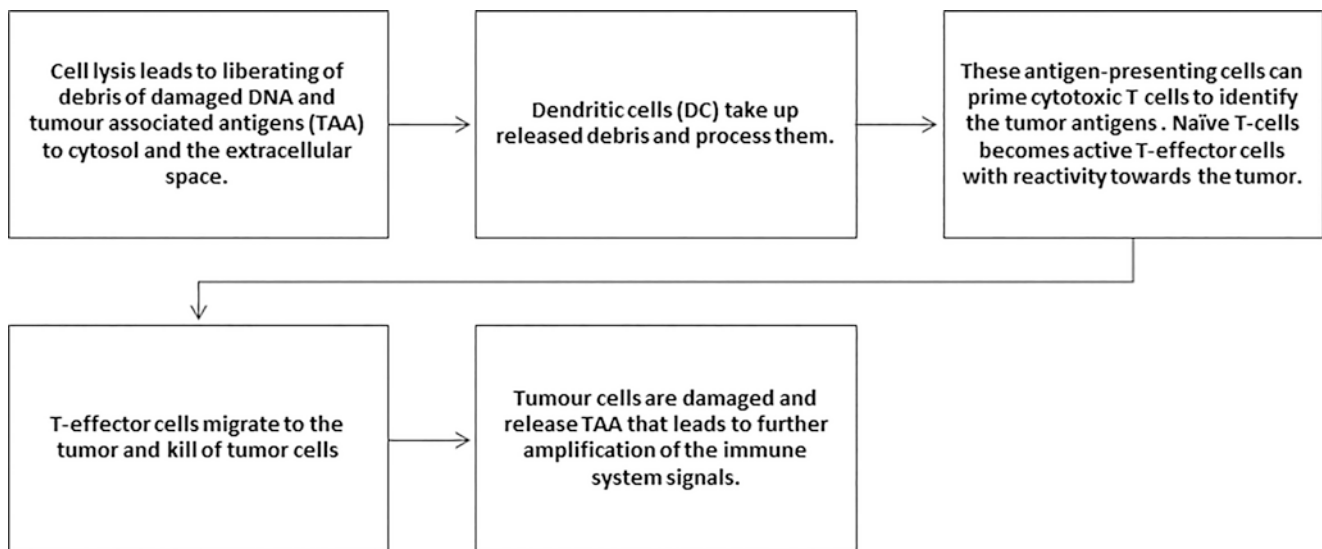 Cell lysis leads to liberating of
debris of damaged DNA and
tumour associated antigens (TAA)
to cytosol and the extracellular
space.
Dendritic cells (DC) take up
released debris and process them.
These antigen-presenting cells can
prime cytotoxic T cells to identify
the tumor antigens . Naïve T-cells
becomes active T-effector cells
with reactivity towards the tumor.
T-effector cells migrate to the
tumor and kill of tumor cells
Tumour cells are damaged and
release TAA that leads to further
amplification of the immune
system signals.